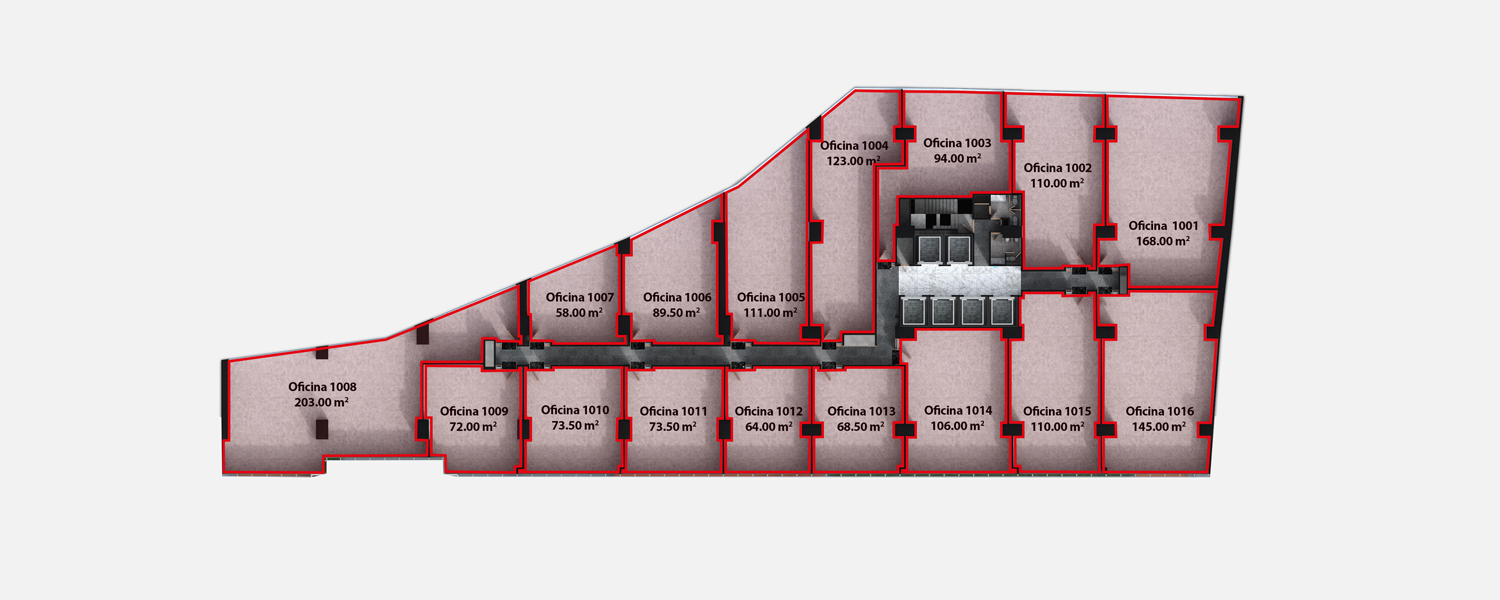 Oficina 1004
123.00 m²
Oficina 1003
94.00 m²
Oficina 1002
110.00 m²
Oficina 1001
168.00 m²
Oficina 1007
58.00 m²
Oficina 1006
89.50 m²
Oficina 1005
111.00 m²
Oficina 1008
203.00 m²
Oficina 1009
72.00 m²
Oficina 1010
73.50 m²
Oficina 1011
73.50 m²
Oficina 1012
64.00 m²
Oficina 1013
68.50 m²
Oficina 1014
106.00 m²
Oficina 1015
110.00 m²
Oficina 1016
145.00 m²